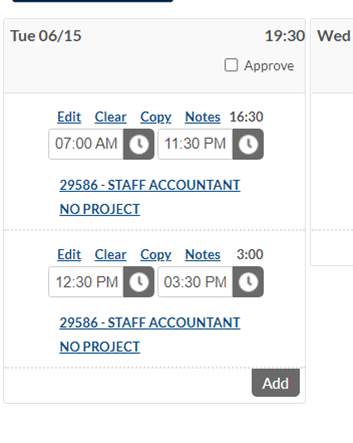 Tue 06/15 19:30 Wed
Approve
Edit Clear Copy Notes 16:30
07:00 AM 11:30 PM
29586 - STAFF ACCOUNTANT
NO PROJECT
Edit Clear Copy Notes 3:00
12:30 PM 03:30 PM
29586 - STAFF ACCOUNTANT
NO PROJECT
Add